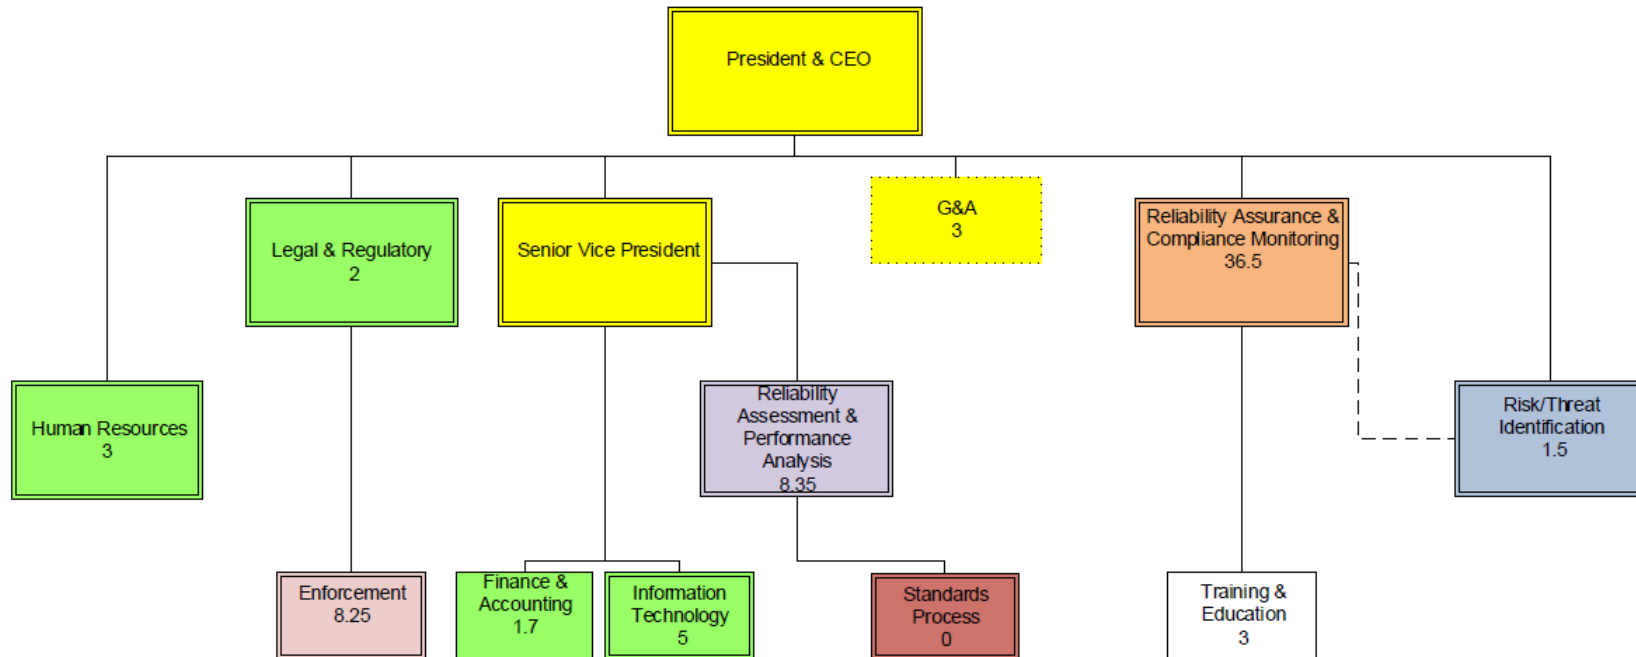 President & CEO
Legal & Regulatory
2
Senior Vice President
G&A
3
Reliability Assurance &
Compliance Monitoring
36.5
Human Resources
3
Reliability
Assessment &
Performance
Analysis
8.35
Risk/Threat
Identification
1.5
Enforcement
8.25
Finance &
Accounting
1.7
Information
Technology
5
Standards
Process
0
Training &
Education
3